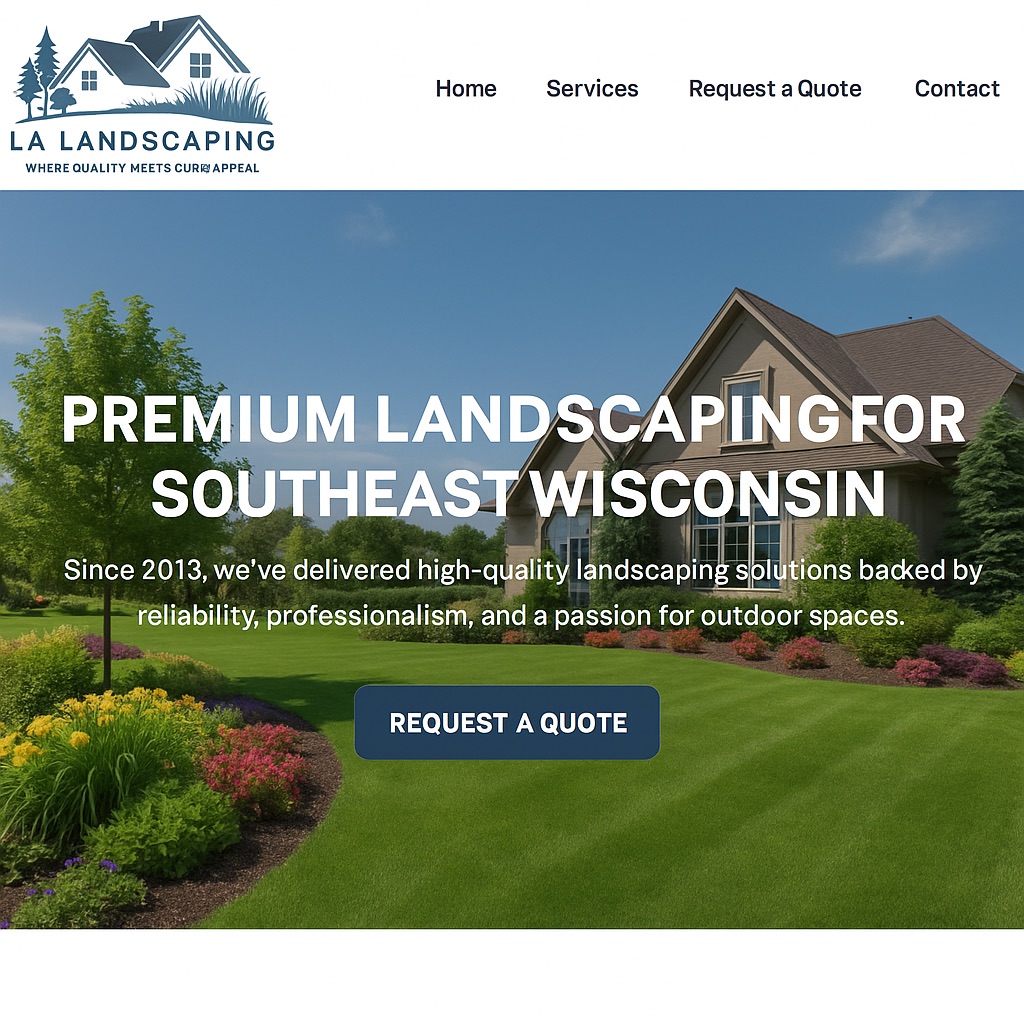 LA LANDSCAPING
WHERE QUALITY MEETS APPEAL
Home Services Request a Quote Contact
PREMIUM LANDSCAPING FOR
SOUTHEAST WISCONSIN
Since 2013, we've delivered high-quality landscaping solutions backed by
reliability, professionalism, and a passion for outdoor spaces.
REQUEST A QUOTE